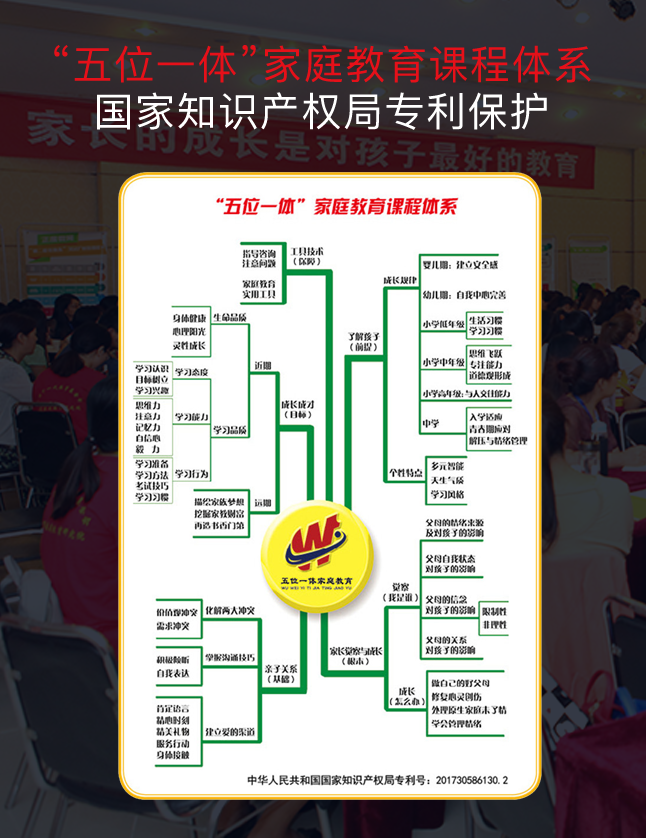 “五位一体”家庭教育课程体系
国家知识产权局专利保护
家长的成长是对孩子最好的教育
“五位一体”家庭教育课程体系
工具技术
(保障)
指导咨询
注意问题
家庭教育
实用工具
成长成才
(目标)
近期
生命品质
身体健康
心理阳光
灵性成长
学习品质
学习态度
学习认识
目标树立
学习兴趣
学习能力
思维力
注意力
记忆力
自信心
毅 力
学习行为
学习准备
学习方法
考试技巧
学习习惯
远期
描绘家族梦想
挖掘家教财富
再造书香门第
了解孩子
(前提)
成长规律
婴儿期：建立安全感
幼儿期：自我中心完善
小学低年级
生活习惯
学习习惯
小学中年级
思维飞跃
专注能力
道德观形成
小学高年级：与人交往能力
中学
入学适应
青春期应对
解压与情绪管理
个性特点
多元智能
天生气质
学习风格
五位一体家庭教育
WU WEI YI TI JIA TING JIAO YU
亲子关系
(基础)
化解两大冲突
价值观冲突
需求冲突
掌握沟通技巧
积极倾听
自我表达
建立爱的渠道
肯定语言
精心时刻
精美礼物
服务行动
身体接触
家长觉察与成长
(根本)
觉察
(我是谁)
父母的情绪来源
及对孩子的影响
父母自我状态
对孩子的影响
父母的信念
对孩子的影响
限制性
非理性
父母的关系
对孩子的影响
成长
(怎么办)
做自己的好父母
修复心灵创伤
处理原生家庭未了情
学会管理情绪
中华人民共和国国家知识产权局专利号：201730586130.2